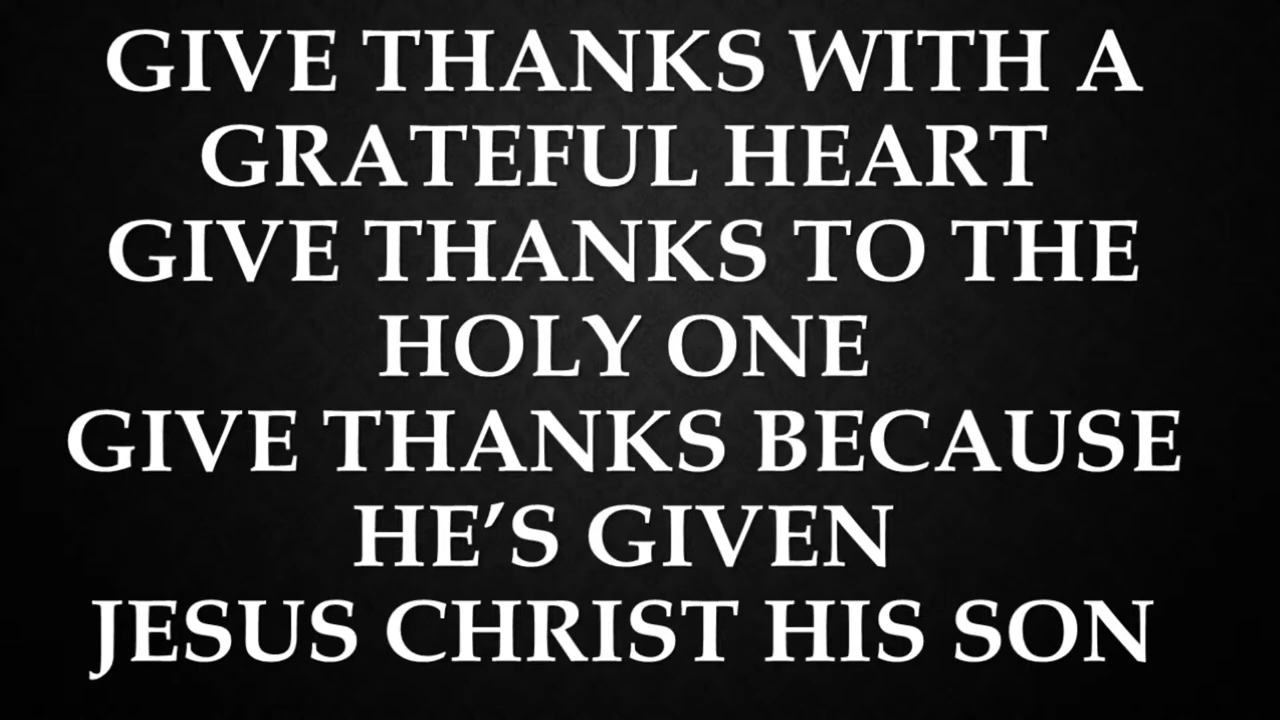 GIVE THANKS WITH A
GRATEFUL HEART
GIVE THANKS TO THE
HOLY ONE
GIVE THANKS BECAUSE
HE’S GIVEN
JESUS CHRIST HIS SON